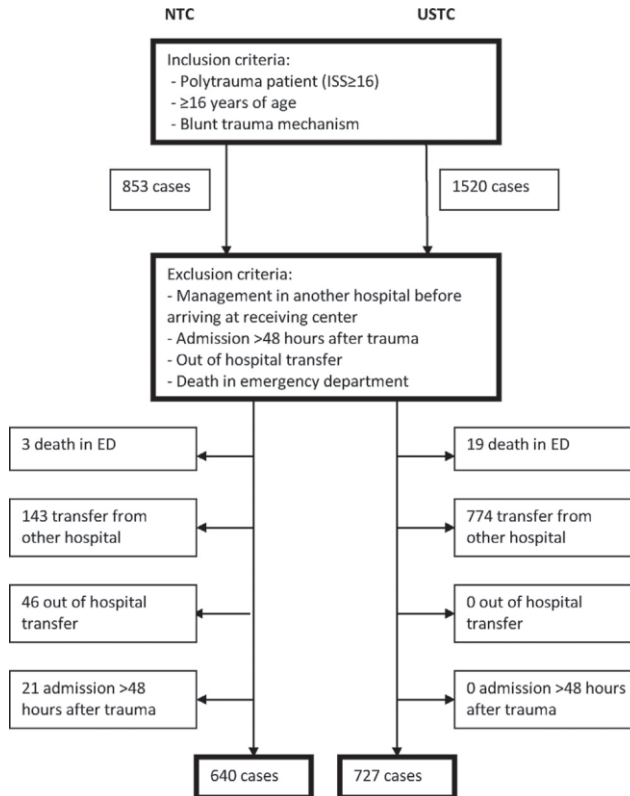 NTC
USTC
Inclusion criteria:
- Polytrauma patient (ISS≥16)
- ≥16 years of age
- Blunt trauma mechanism
853 cases
1520 cases
Exclusion criteria:
- Management in another hospital before
arriving at receiving center
- Admission >48 hours after trauma
- Out of hospital transfer
- Death in emergency department
3 death in ED
19 death in ED
143 transfer from
other hospital
774 transfer from
other hospital
46 out of hospital
transfer
0 out of hospital
transfer
21 admission >48
hours after trauma
0 admission >48 hours
after trauma
640 cases
727 cases